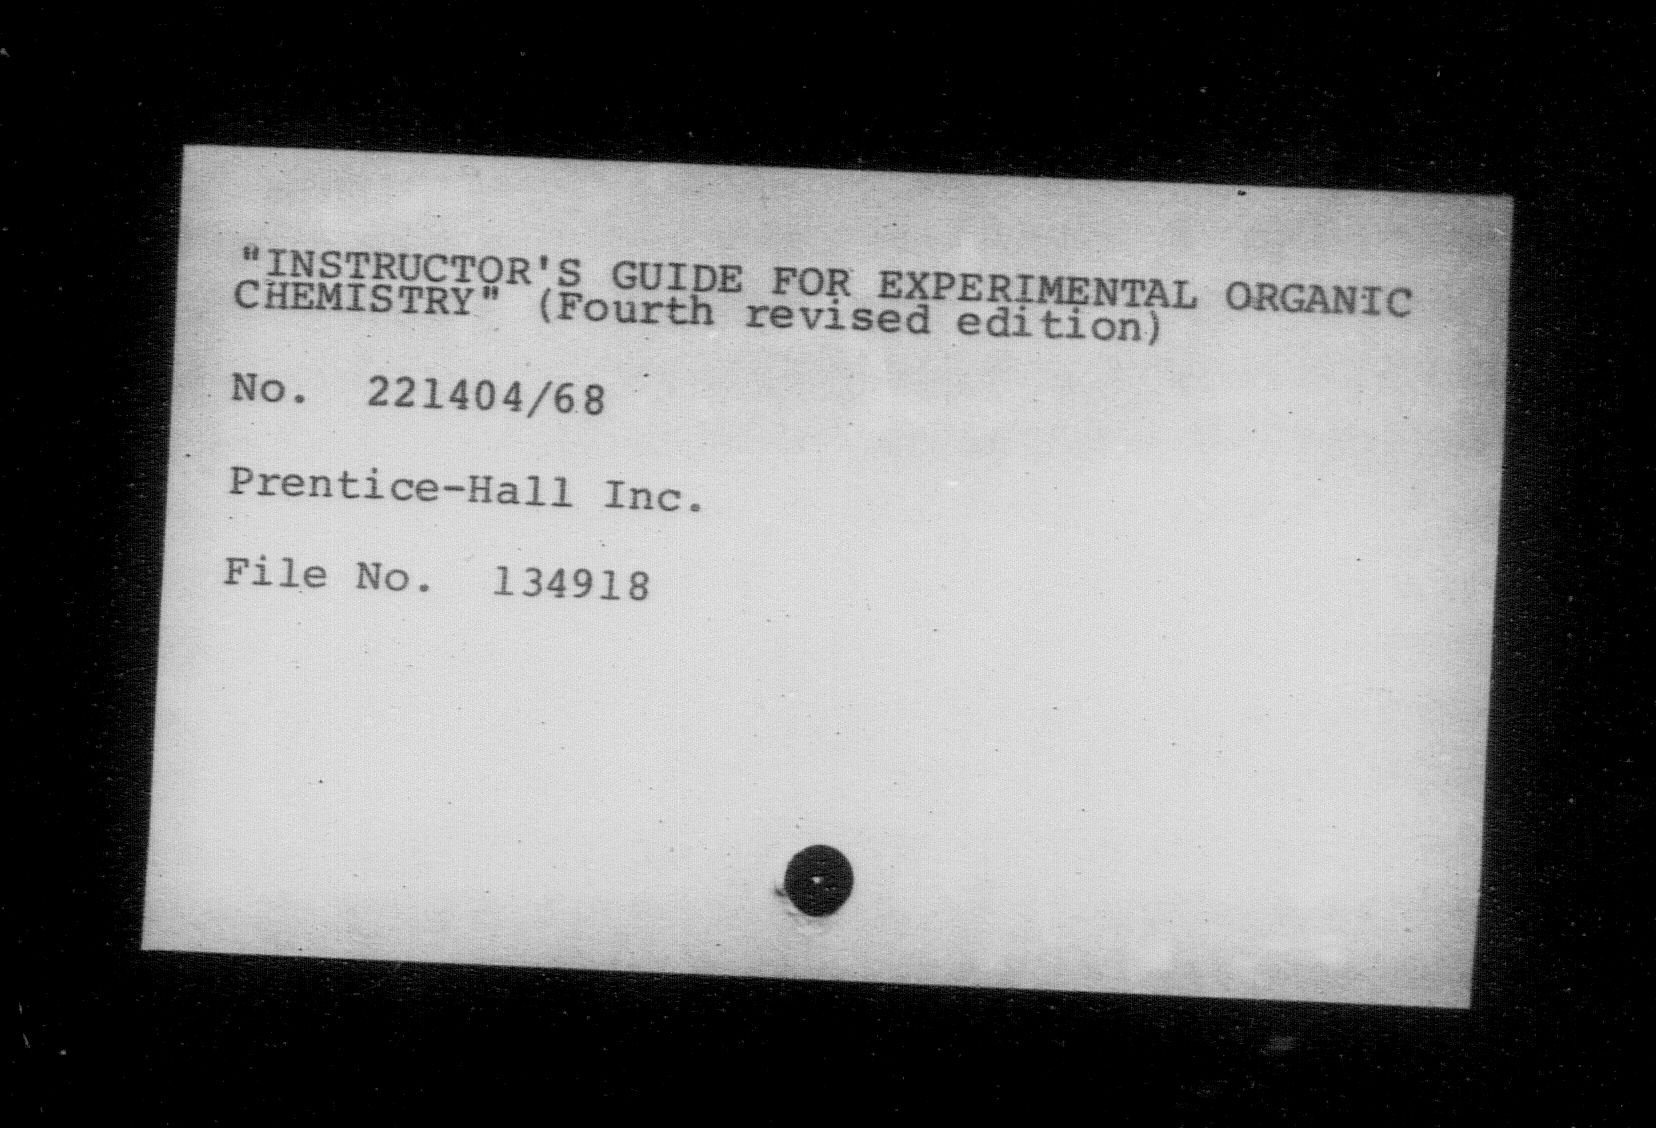 "INSTRUCTOR'S GUIDE FOR EXPERIMENTAL ORGANIC
CHEMISTRY" (Fourth revised edition)
No. 221404/68
Prentice-Hall Inc.
File No. 134918